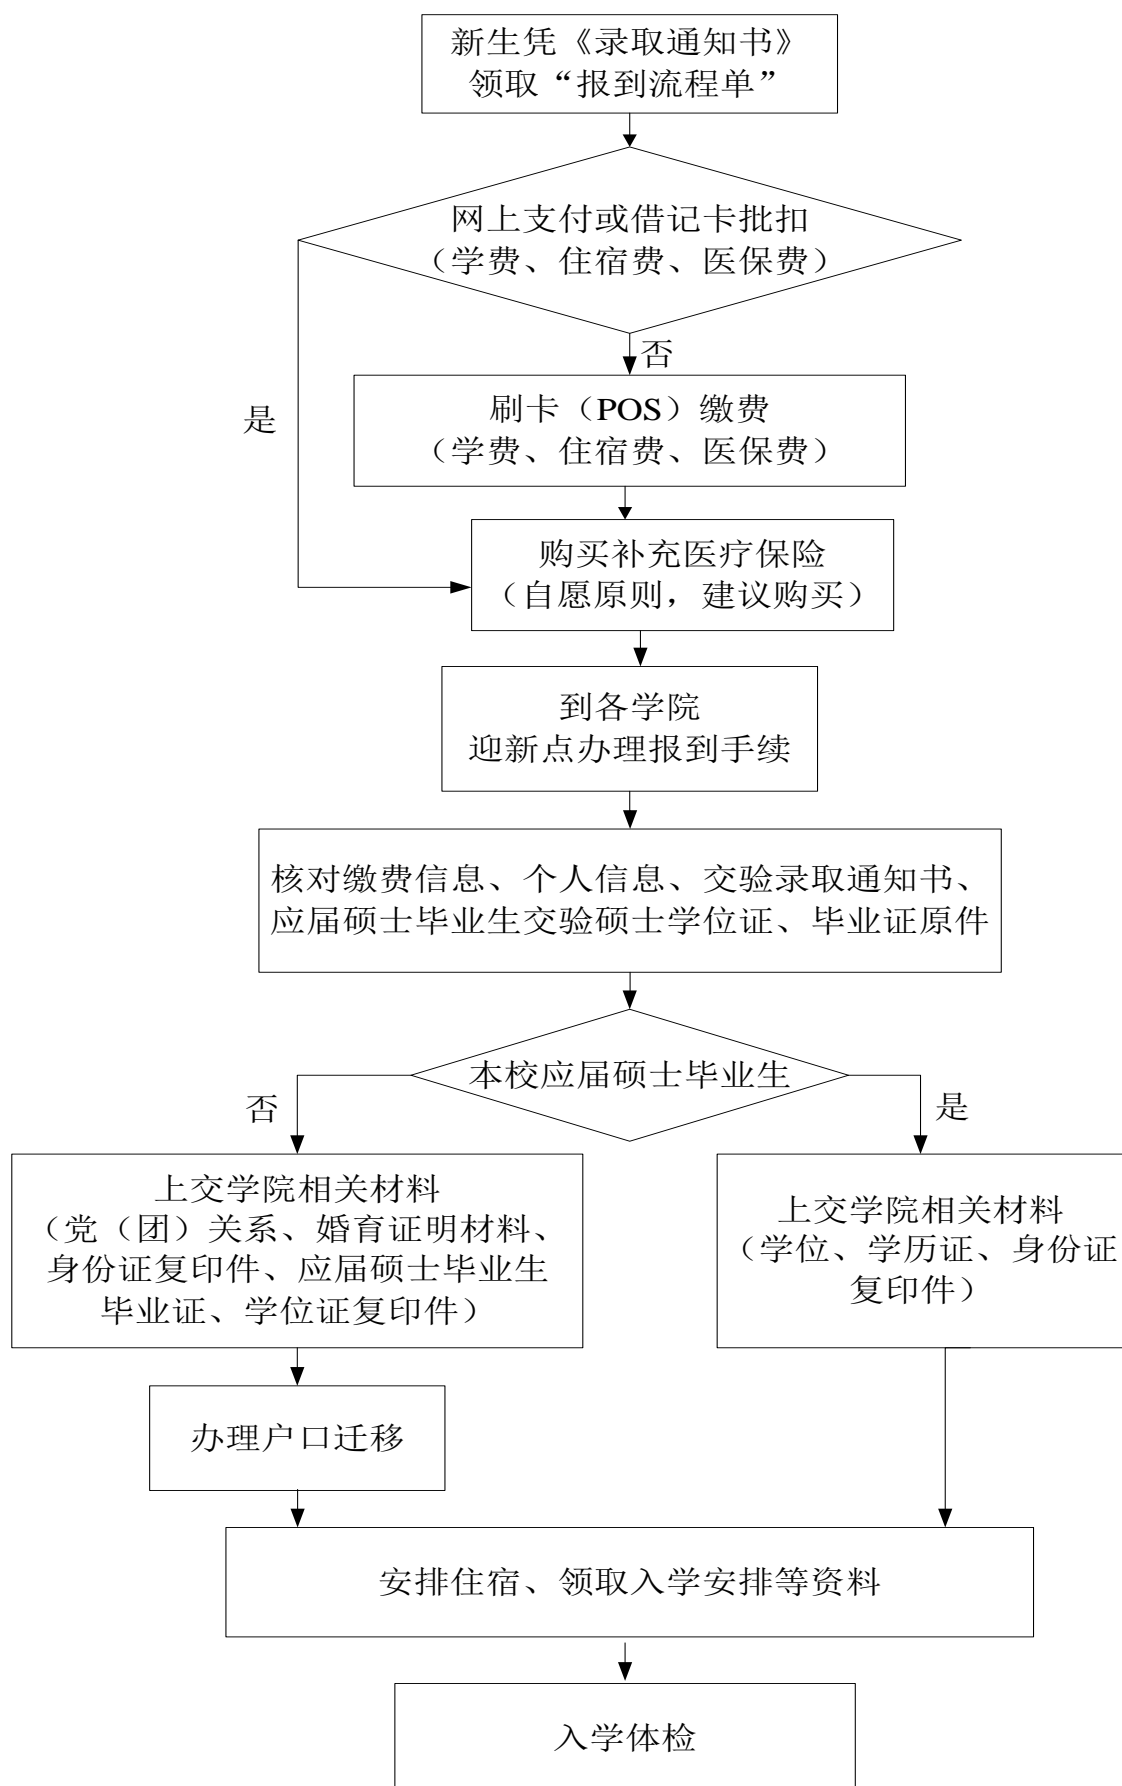 新生凭《录取通知书》
领取“报到流程单”
网上支付或借记卡批扣
（学费、住宿费、医保费）
否
是
刷卡（POS）缴费
（学费、住宿费、医保费）
购买补充医疗保险
（自愿原则，建议购买）
到各学院
迎新点办理报到手续
核对缴费信息、个人信息、交验录取通知书、
应届硕士毕业生交验硕士学位证、毕业证原件
本校应届硕士毕业生
否
是
上交学院相关材料
（党（团）关系、婚育证明材料、
身份证复印件、应届硕士毕业生
毕业证、学位证复印件）
上交学院相关材料
（学位、学历证、身份证
复印件）
办理户口迁移
安排住宿、领取入学安排等资料
入学体检